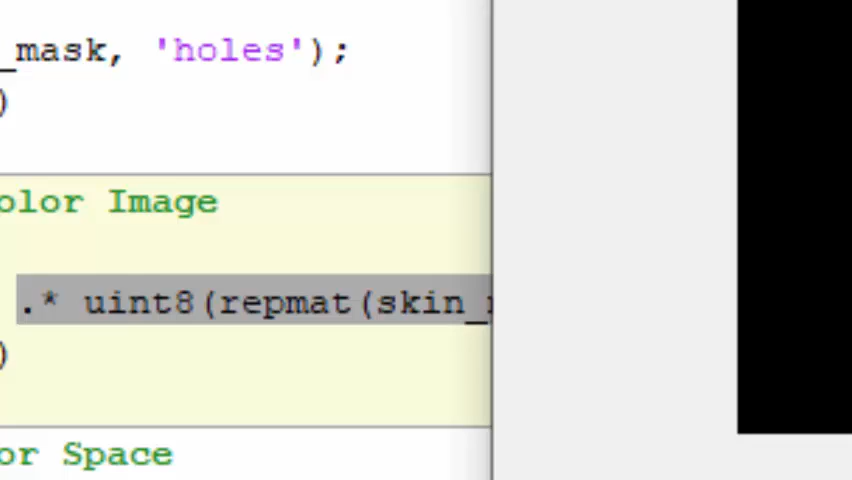 _mask, 'holes');
)
olor Image
.* uint8(repmat(skin_
)
or Space